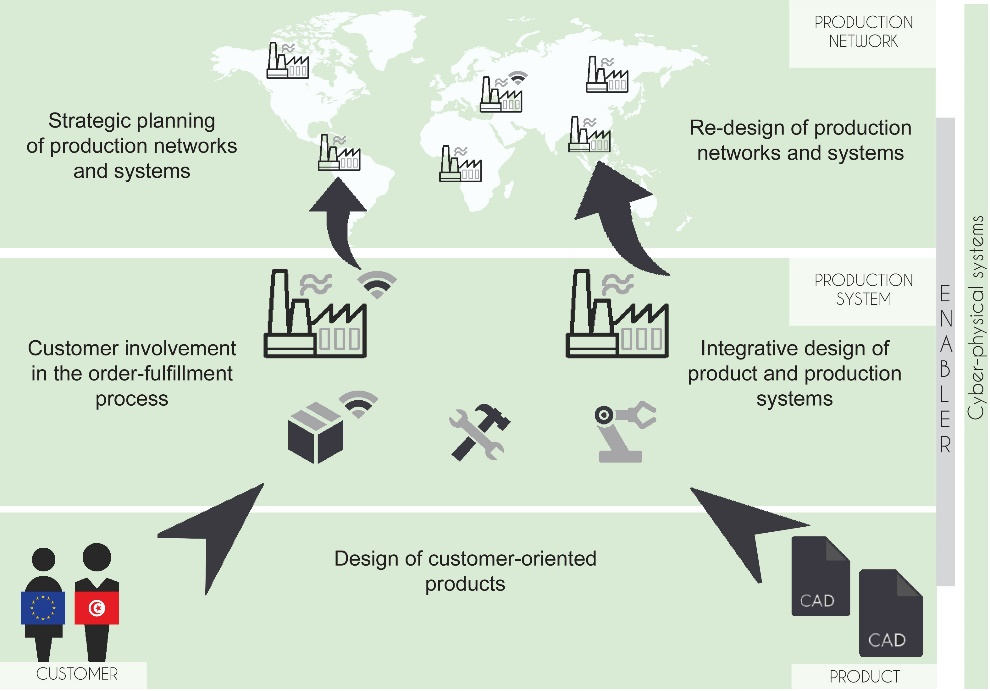 PRODUCTION
NETWORK
Strategic planning
of production networks
and systems
Re-design of production
networks and systems
PRODUCTION
SYSTEM
Customer involvement
in the order-fulfillment
process
Integrative design of
product and production
systems
ENABLER
Cyber-physical systems
Design of customer-oriented
products
CAD
CAD
CUSTOMER
PRODUCT